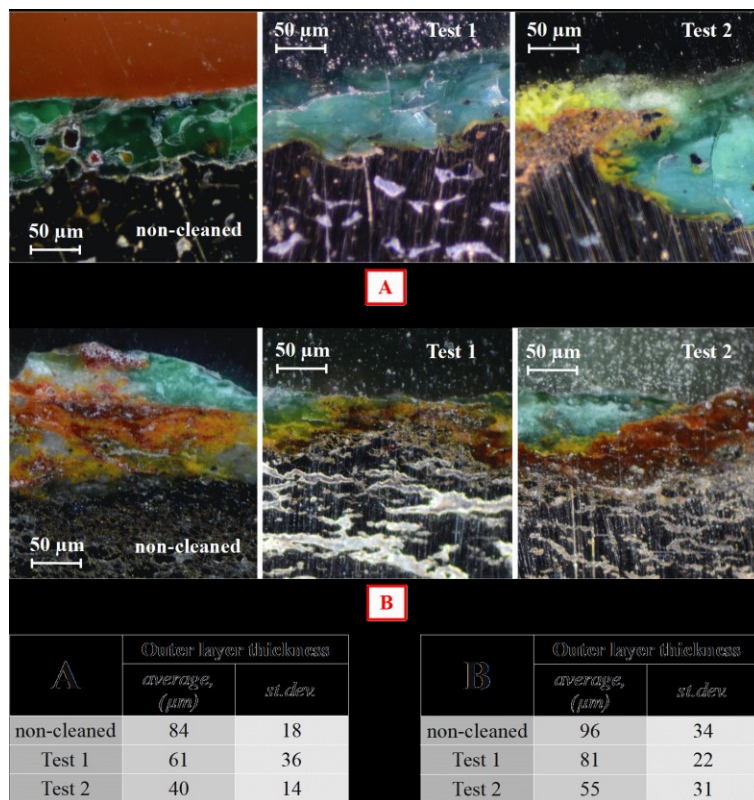 50 µm
Test 1
50 µm
Test 2
50 µm
50 µm
non-cleaned
A
Test 1
50 µm
Test 2
50 µm
50 µm
non-cleaned
B
A
Outer layer thickness
average, (µm)
st.dev.
non-cleaned 84 18
Test 1 61 36
Test 2 40 14
B
Outer layer thickness
average, (µm)
st.dev.
non-cleaned 96 34
Test 1 81 22
Test 2 55 31